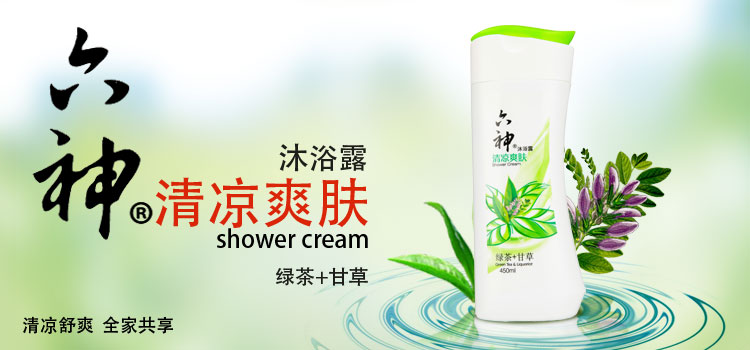 六神®
沐浴露
清凉爽肤
shower cream
绿茶+甘草
清凉舒爽 全家共享
六神®沐浴露
清凉爽肤
Shower Cream
绿茶+甘草
Green Tea & Liquorice
450ml